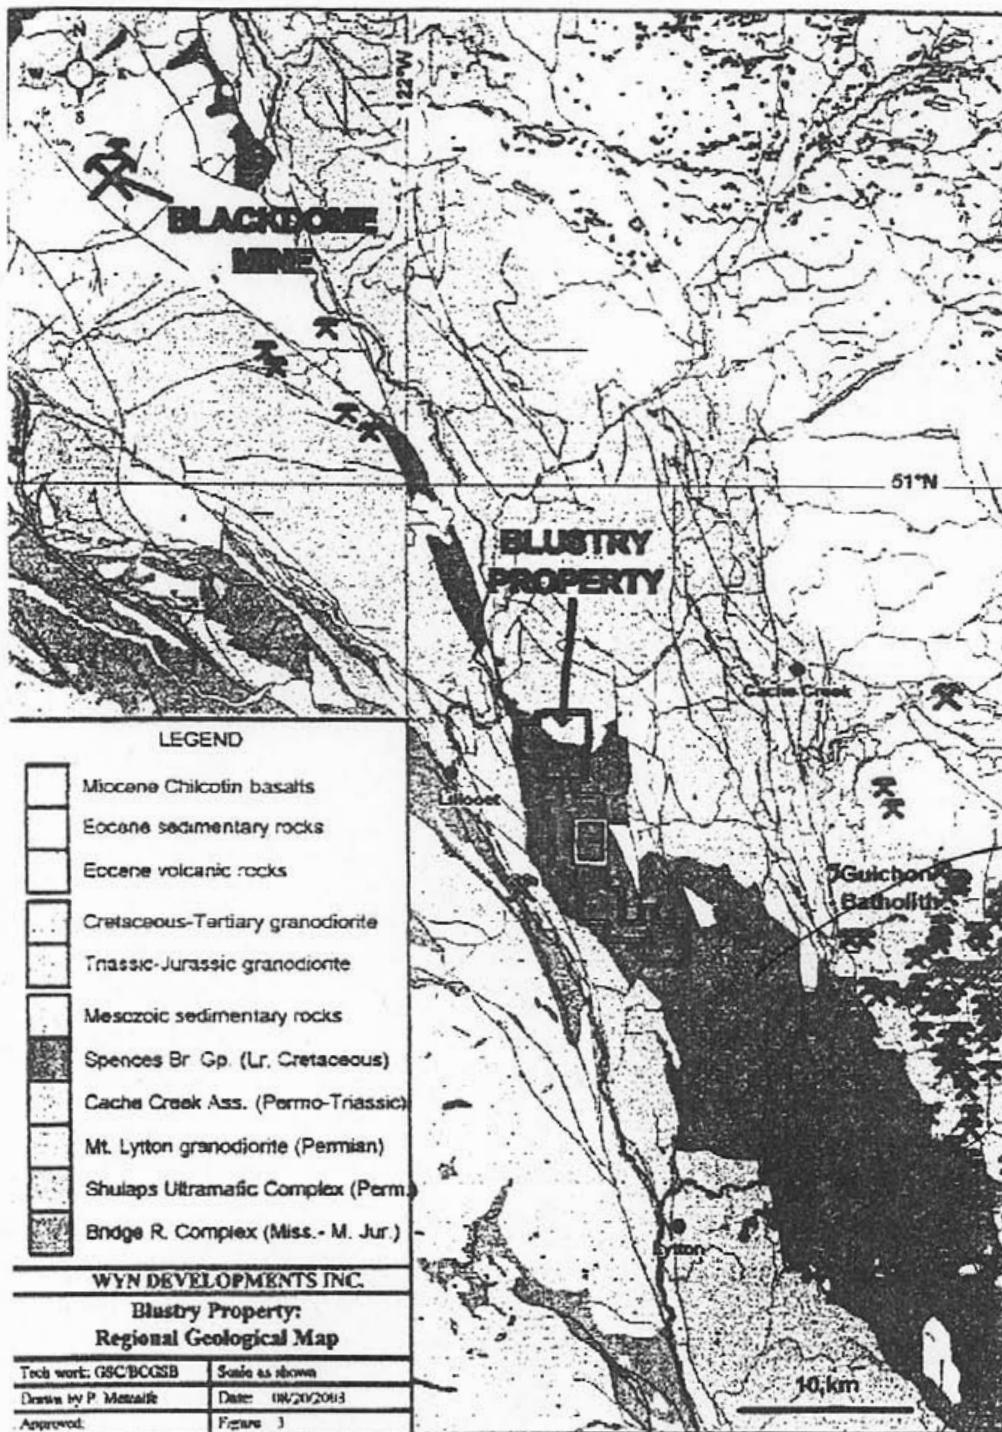 N
W E
S
122°W
BLACKDOME
MINE
51°N
BLUSTRY
PROPERTY
Cache Creek
Lillooet
Guichon
Batholith
Lytton
10 km
LEGEND
Miocene Chilcotin basalts
Eocene sedimentary rocks
Eocene volcanic rocks
Cretaceous-Tertiary granodiorite
Triassic-Jurassic granodiorite
Mesozoic sedimentary rocks
Spences Br. Gp. (Lr. Cretaceous)
Cache Creek Ass. (Permo-Triassic)
Mt. Lytton granodiorite (Permian)
Shulaps Ultramafic Complex (Perm.)
Bridge R. Complex (Miss.- M. Jur.)
WYN DEVELOPMENTS INC.
Blustry Property:
Regional Geological Map
Tech work: GSC/BCGSB Scale as shown
Drawn by P. Metcalfe Date: 08/20/2003
Approved: Figure 3